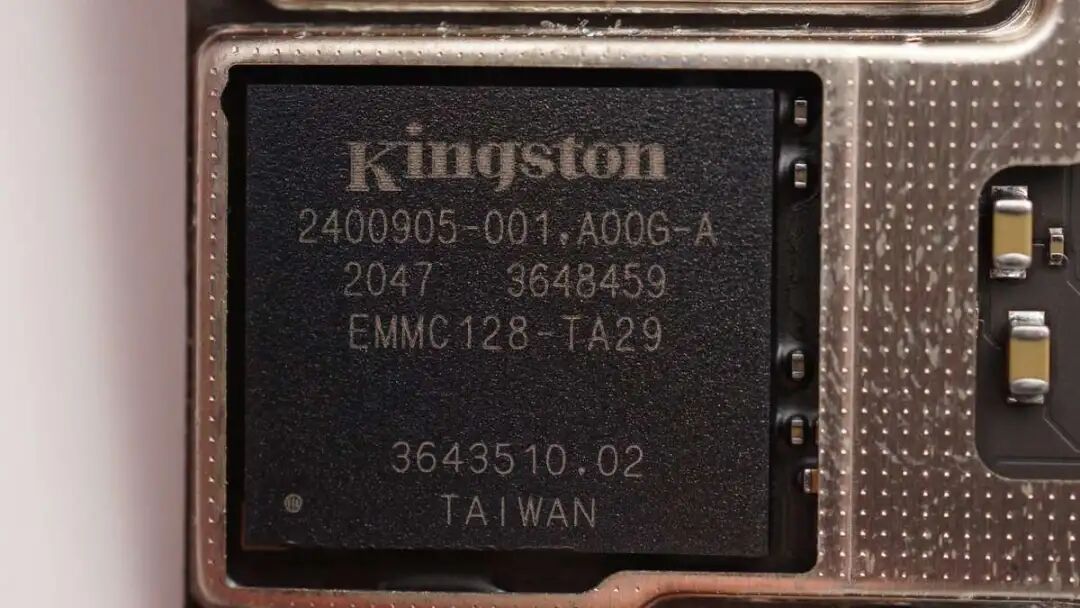 Kingston
2400905-001.A00G-A
2047 3648459
EMMC128-TA29
3643510.02
TAIWAN